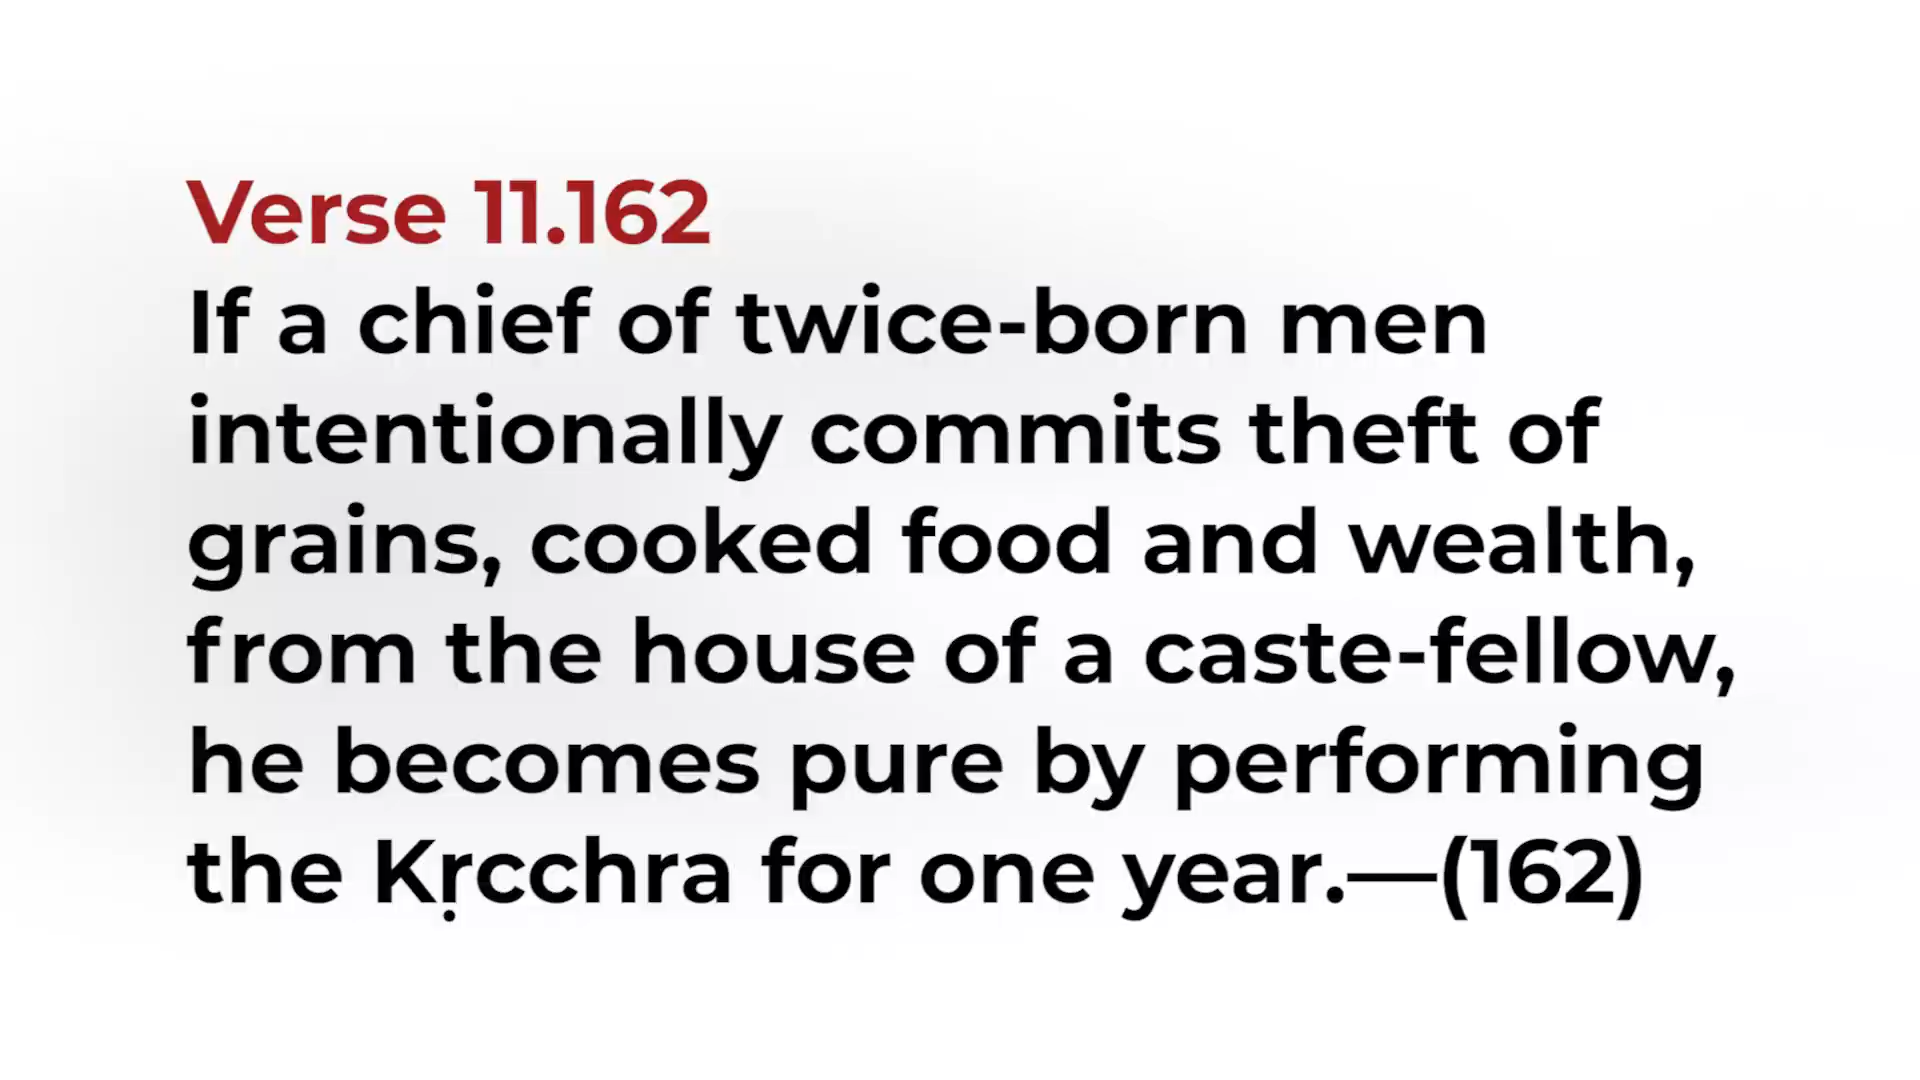 Verse 11.162
If a chief of twice-born men
intentionally commits theft of
grains, cooked food and wealth,
from the house of a caste-fellow,
he becomes pure by performing
the Kṛcchra for one year.—(162)